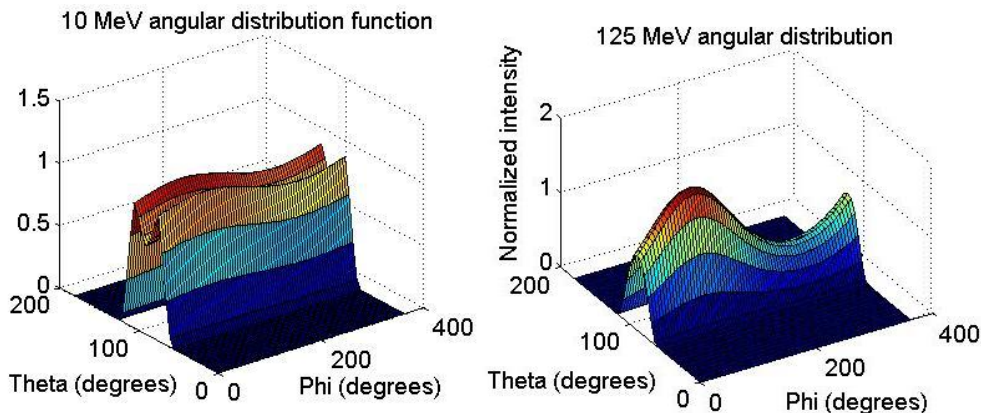 10 MeV angular distribution function
1.5
1
0.5
0
200
100
0
0
200
400
Theta (degrees)
Phi (degrees)
125 MeV angular distribution
Normalized intensity
2
1
0
200
100
0
0
200
400
Theta (degrees)
Phi (degrees)